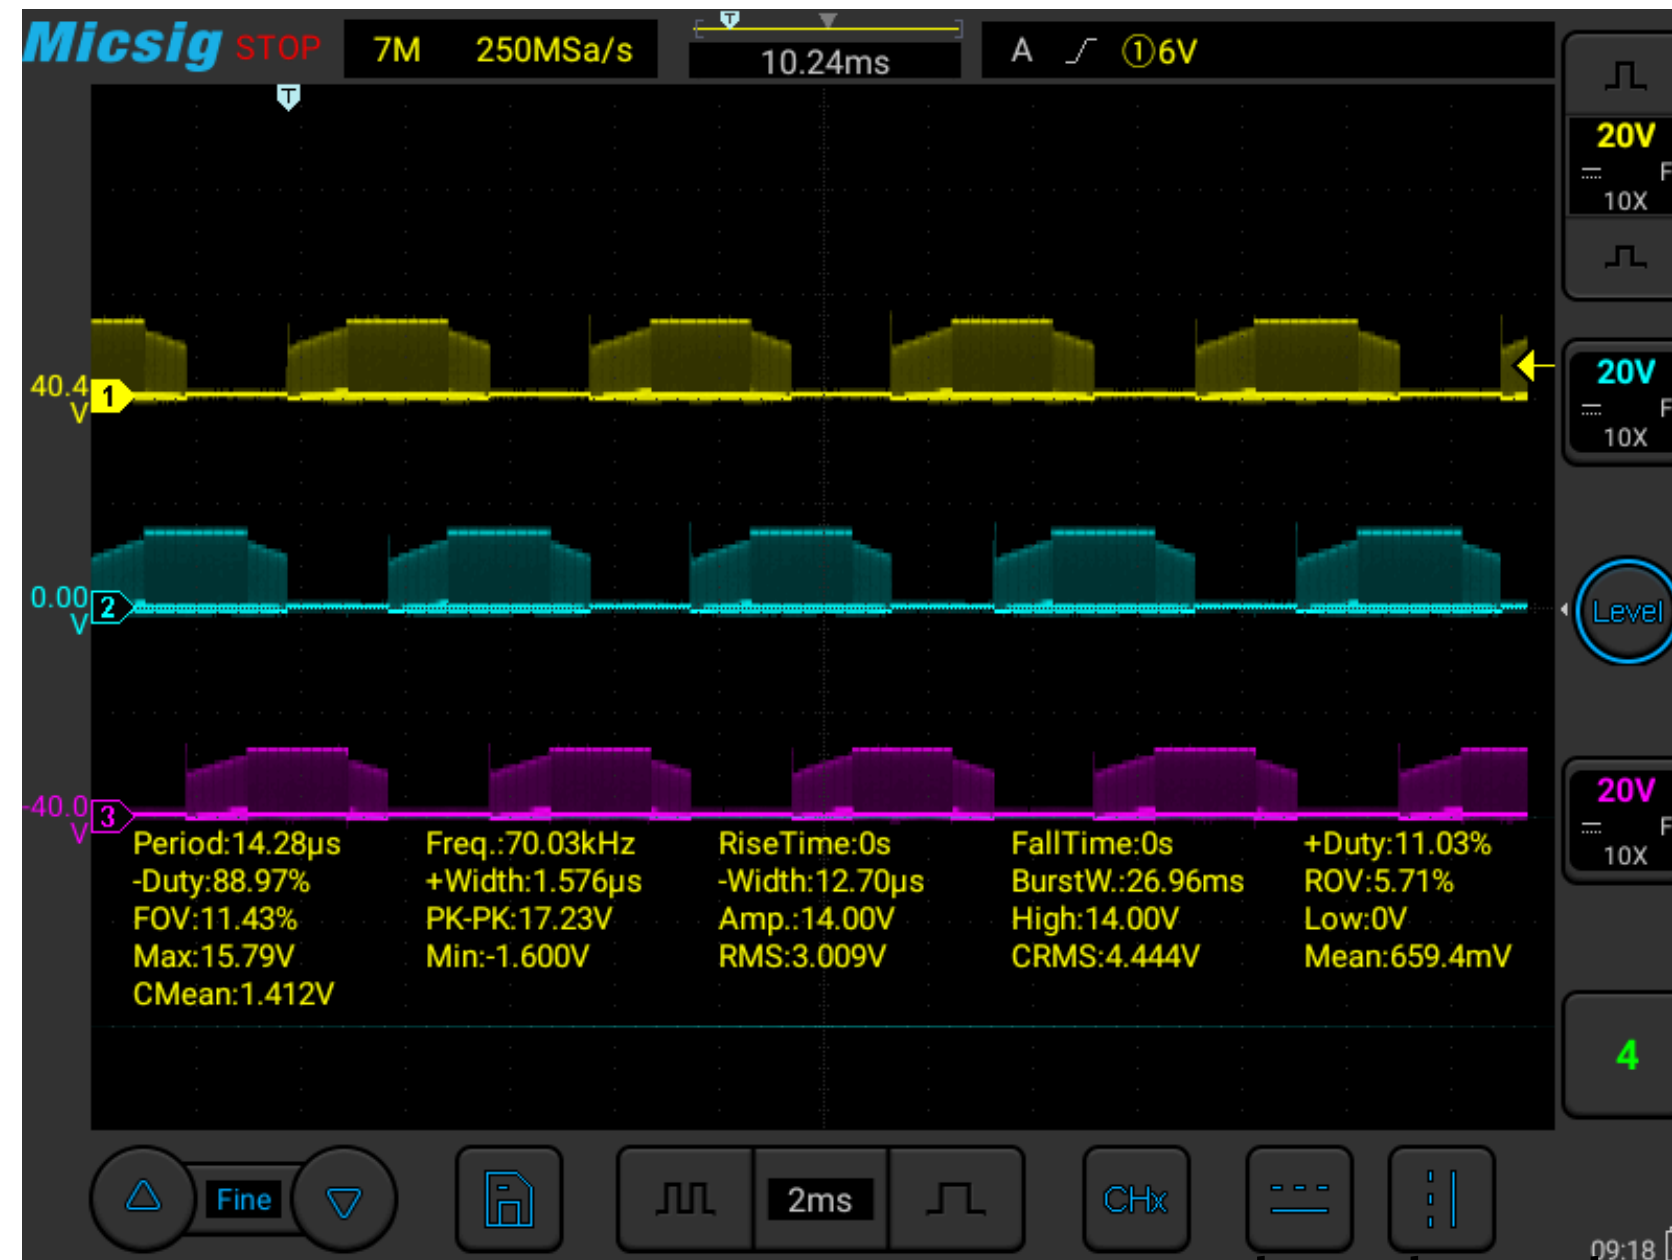 Micsig STOP 7M 250MSa/s 10.24ms A ①6V
T
T
20V
F
10X
40.4
V
1
20V
F
10X
0.00
V
2
Level
-40.0
V
3
20V
F
10X
Period:14.28µs Freq.:70.03kHz RiseTime:0s FallTime:0s +Duty:11.03%
-Duty:88.97% +Width:1.576µs -Width:12.70µs BurstW.:26.96ms ROV:5.71%
FOV:11.43% PK-PK:17.23V Amp.:14.00V High:14.00V Low:0V
Max:15.79V Min:-1.600V RMS:3.009V CRMS:4.444V Mean:659.4mV
CMean:1.412V
4
Fine 2ms CHx
09:18